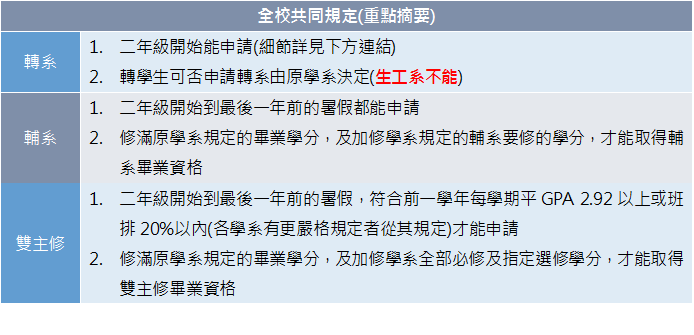 全校共同規定(重點摘要)
轉系
1. 二年級開始能申請(細節詳見下方連結)
2. 轉學生可否申請轉系由原學系決定(生工系不能)
輔系
1. 二年級開始到最後一年前的暑假都能申請
2. 修滿原學系規定的畢業學分，及加修學系規定的輔系要修的學分，才能取得輔
系畢業資格
雙主修
1. 二年級開始到最後一年前的暑假，符合前一學年每學期平 GPA 2.92 以上或班
排 20%以內(各學系有更嚴格規定者從其規定)才能申請
2. 修滿原學系規定的畢業學分，及加修學系全部必修及指定選修學分，才能取得
雙主修畢業資格